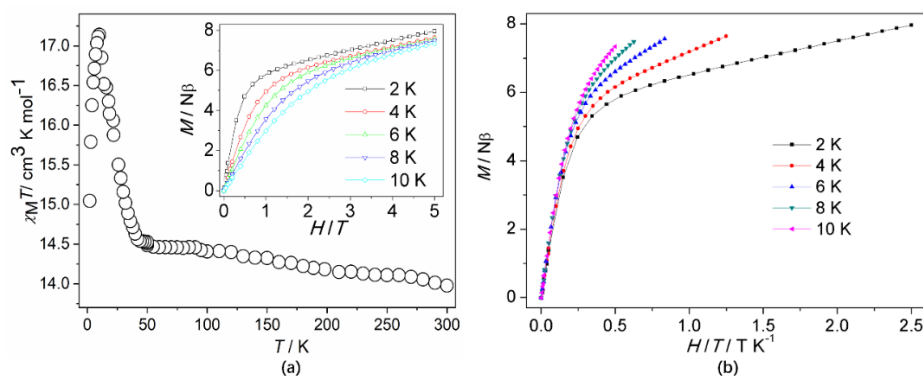 17.0
16.5
16.0
15.5
15.0
14.5
14.0
χMT/ cm³ K mol⁻¹
0 50 100 150 200 250 300
T / K
(a)
8
6
4
2
0
M / Nβ
0 1 2 3 4 5
H / T
2 K
4 K
6 K
8 K
10 K
8
6
4
2
0
M / Nβ
2 K
4 K
6 K
8 K
10 K
0.0 0.5 1.0 1.5 2.0 2.5
H / T / T K⁻¹
(b)